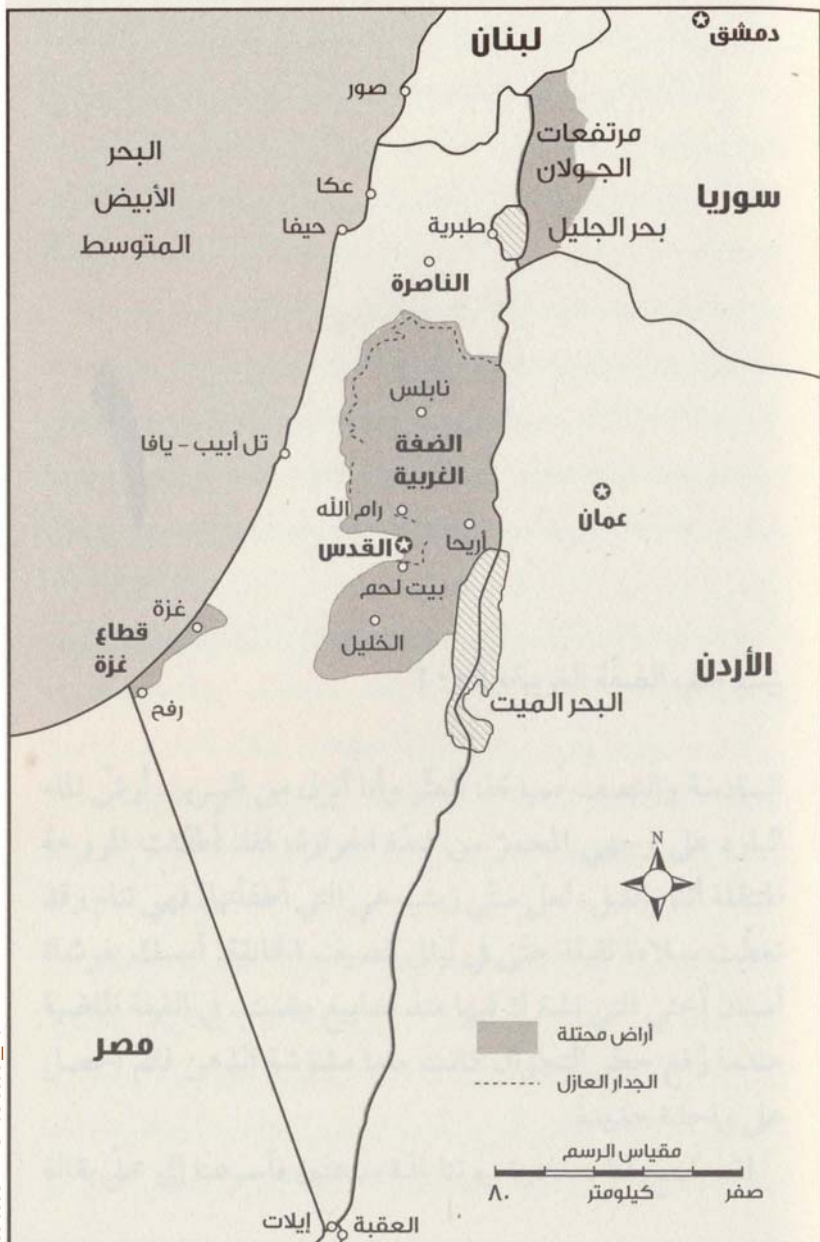 لبنان
دمشق
صور
مرتفعات
الجولان
البحر
الأبيض
المتوسط
عكا
سوريا
حيفا
طبرية
بحر الجليل
الناصرة
نابلس
الضفة
الغربية
تل أبيب - يافا
رام الله
عمان
أريحا
القدس
بيت لحم
غزة
قطاع
غزة
الخليل
الأردن
رفح
البحر الميت
N
مصر
أراض محتلة
الجدار العازل
مقياس الرسم
صفر
كيلومتر
٨٠
إيلات
العقبة